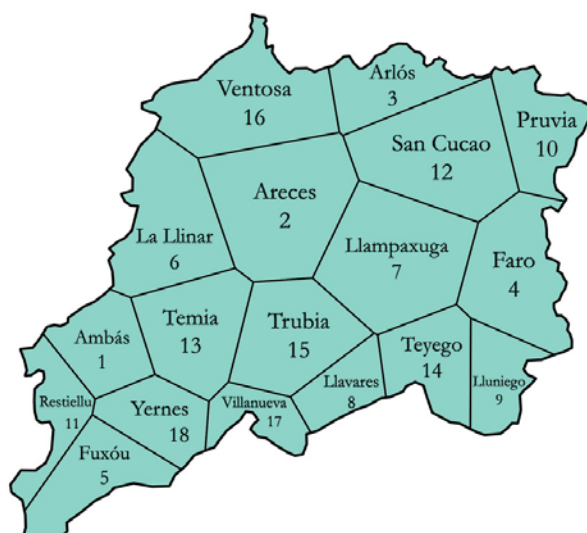 Arlós
3
Ventosa
16
Pruvia
10
San Cucao
12
Areces
2
La Llinar
6
Llampaxuga
7
Faro
4
Ambás
1
Temia
13
Trubia
15
Teyego
14
Lluniego
9
Llavares
8
Restiellu
11
Yernes
18
Villanueva
17
Fuxóu
5